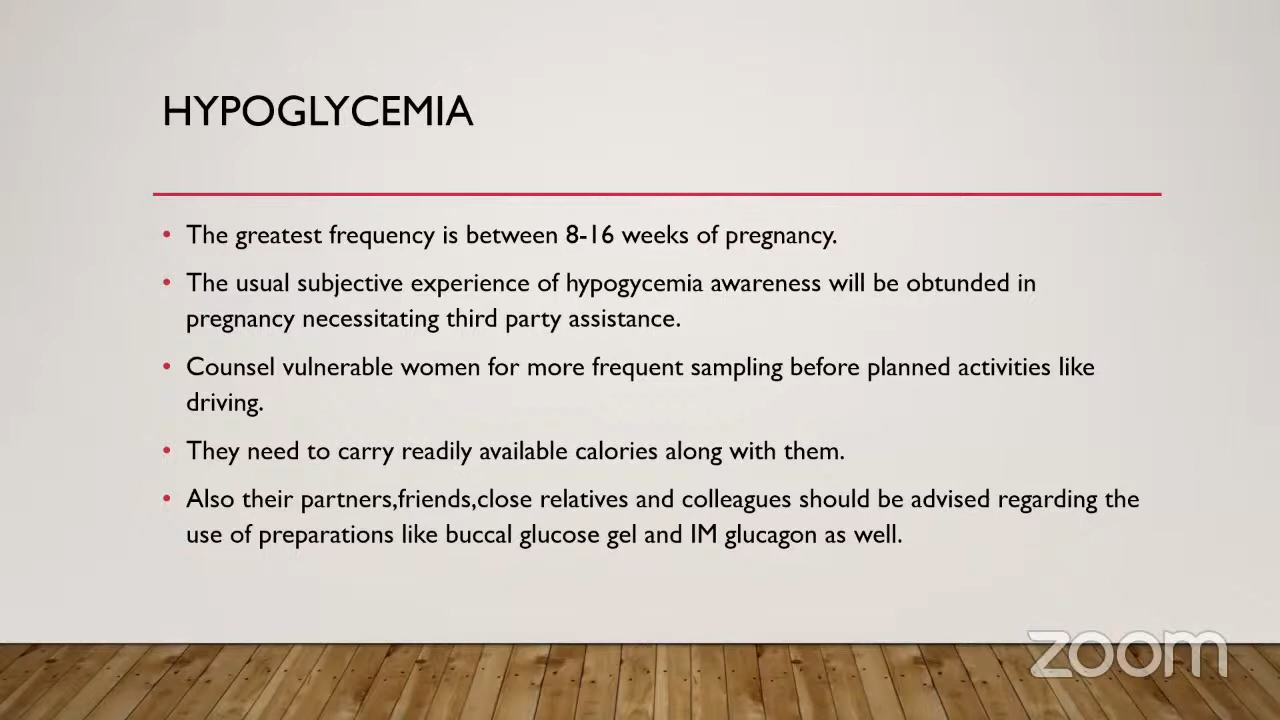 HYPOGLYCEMIA
• The greatest frequency is between 8-16 weeks of pregnancy.
• The usual subjective experience of hypogycemia awareness will be obtunded in
pregnancy necessitating third party assistance.
• Counsel vulnerable women for more frequent sampling before planned activities like
driving.
• They need to carry readily available calories along with them.
• Also their partners,friends,close relatives and colleagues should be advised regarding the
use of preparations like buccal glucose gel and IM glucagon as well.
zoom